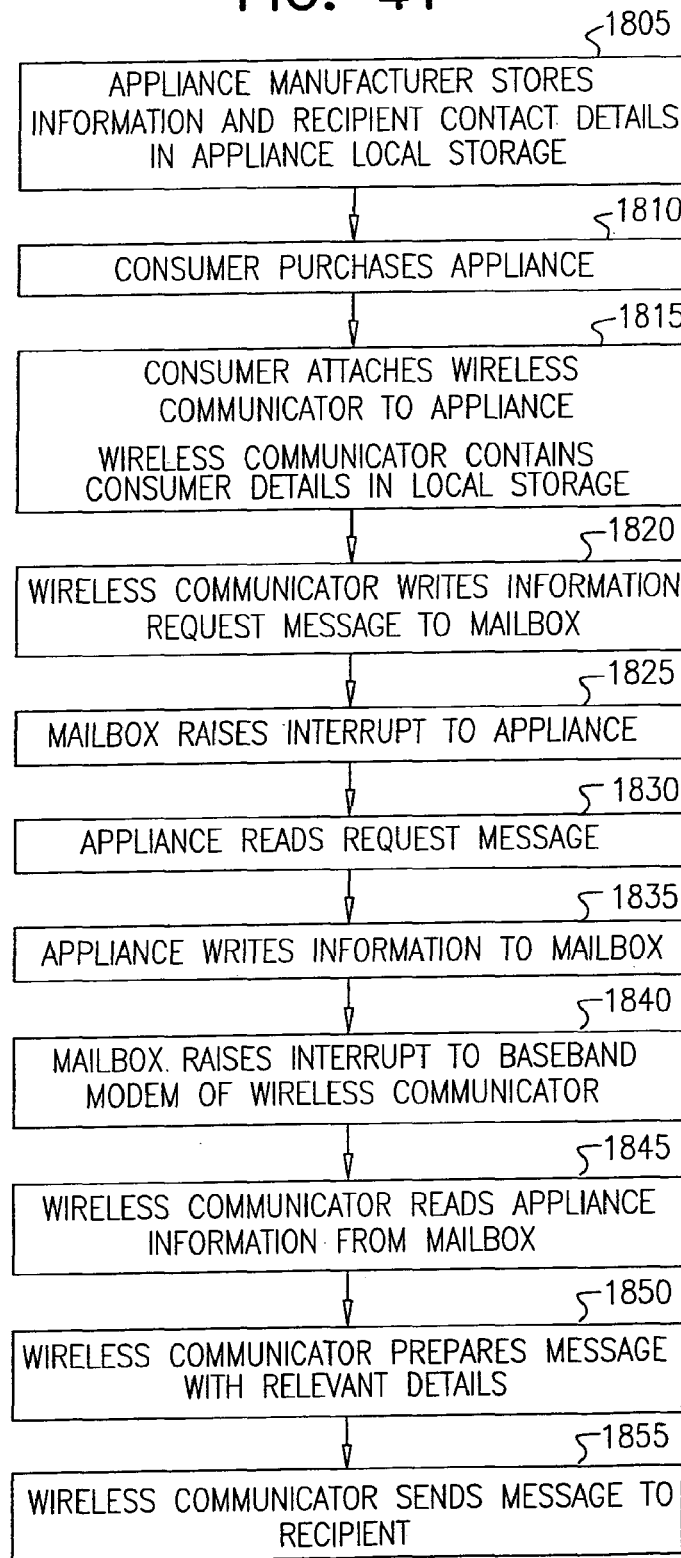 1805
APPLIANCE MANUFACTURER STORES
INFORMATION AND RECIPIENT CONTACT DETAILS
IN APPLIANCE LOCAL STORAGE
1810
CONSUMER PURCHASES APPLIANCE
1815
CONSUMER ATTACHES WIRELESS
COMMUNICATOR TO APPLIANCE
WIRELESS COMMUNICATOR CONTAINS
CONSUMER DETAILS IN LOCAL STORAGE
1820
WIRELESS COMMUNICATOR WRITES INFORMATION
REQUEST MESSAGE TO MAILBOX
1825
MAILBOX RAISES INTERRUPT TO APPLIANCE
1830
APPLIANCE READS REQUEST MESSAGE
1835
APPLIANCE WRITES INFORMATION TO MAILBOX
1840
MAILBOX RAISES INTERRUPT TO BASEBAND
MODEM OF WIRELESS COMMUNICATOR
1845
WIRELESS COMMUNICATOR READS APPLIANCE
INFORMATION FROM MAILBOX
1850
WIRELESS COMMUNICATOR PREPARES MESSAGE
WITH RELEVANT DETAILS
1855
WIRELESS COMMUNICATOR SENDS MESSAGE TO
RECIPIENT